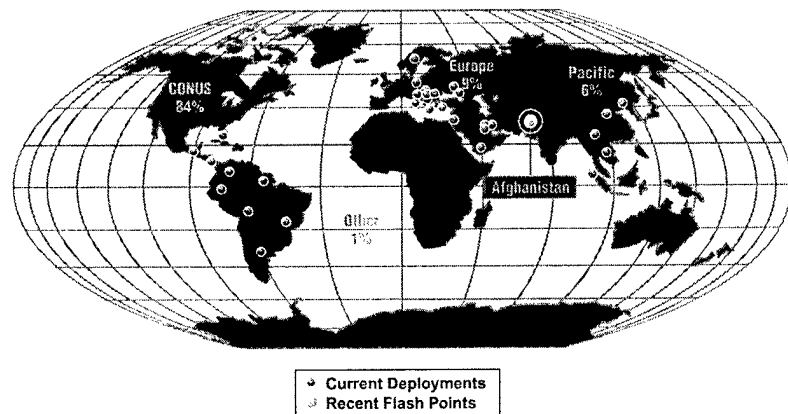 CONUS
84%
Europe
9%
Pacific
6%
Afghanistan
Other
1%
Current Deployments
Recent Flash Points